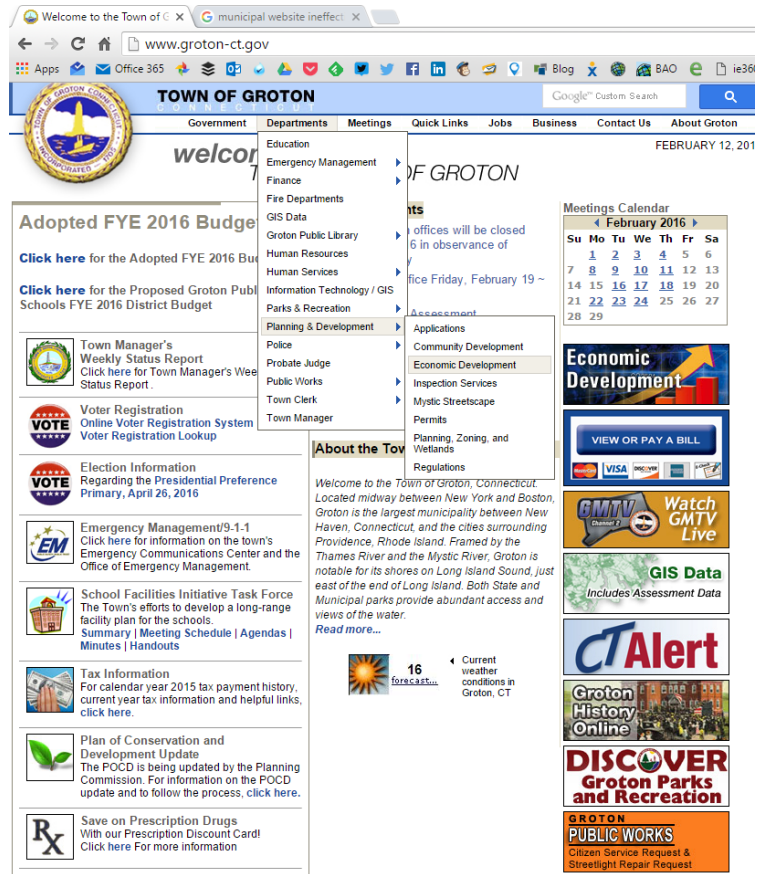 Welcome to the Town of G
municipal website ineffect
www.groton-ct.gov
Apps
Office 365
Blog
BAO
ie360
TOWN OF GROTON
CONNECTICUT
Google™ Custom Search
Government Departments Meetings Quick Links Jobs Business Contact Us About Groton
FEBRUARY 12, 201
welcom
T
OF GROTON
Education
Emergency Management
Finance
Fire Departments
GIS Data
Groton Public Library
Human Resources
Human Services
Information Technology / GIS
Parks & Recreation
Planning & Development
Police
Probate Judge
Public Works
Town Clerk
Town Manager
Applications
Community Development
Economic Development
Inspection Services
Mystic Streetscape
Permits
Planning, Zoning, and
Wetlands
Regulations
Adopted FYE 2016 Budge
Click here for the Adopted FYE 2016 Bud
Click here for the Proposed Groton Publ
Schools FYE 2016 District Budget
Town Manager's
Weekly Status Report
Click here for Town Manager's Wee
Status Report .
VOTE
Voter Registration
Online Voter Registration System
Voter Registration Lookup
VOTE
Election Information
Regarding the Presidential Preference
Primary, April 26, 2016
EM
Emergency Management/9-1-1
Click here for information on the town's
Emergency Communications Center and the
Office of Emergency Management.
School Facilities Initiative Task Force
The Town's efforts to develop a long-range
facility plan for the schools.
Summary | Meeting Schedule | Agendas |
Minutes | Handouts
Tax Information
For calendar year 2015 tax payment history,
current year tax information and helpful links,
click here.
Plan of Conservation and
Development Update
The POCD is being updated by the Planning
Commission. For information on the POCD
update and to follow the process, click here.
Rx
Save on Prescription Drugs
With our Prescription Discount Card!
Click here For more information
nts
offices will be closed
6 in observance of
y
fice Friday, February 19 ~
Assessment
About the Tow
Welcome to the Town of Groton, Connecticut.
Located midway between New York and Boston,
Groton is the largest municipality between New
Haven, Connecticut, and the cities surrounding
Providence, Rhode Island. Framed by the
Thames River and the Mystic River, Groton is
notable for its shores on Long Island Sound, just
east of the end of Long Island. Both State and
Municipal parks provide abundant access and
views of the water.
Read more...
16
forecast...
Current
weather
conditions in
Groton, CT
Meetings Calendar
February 2016
Su Mo Tu We Th Fr Sa
1 2 3 4 5 6
7 8 9 10 11 12 13
14 15 16 17 18 19 20
21 22 23 24 25 26 27
28 29
Economic
Development
VIEW OR PAY A BILL
MasterCard VISA DISCOVER
GMTV
Channel 2
Watch
GMTV
Live
GIS Data
Includes Assessment Data
CTAlert
Groton
History
Online
DISCOVER
Groton Parks
and Recreation
GROTON
PUBLIC WORKS
Citizen Service Request &
Streetlight Repair Request